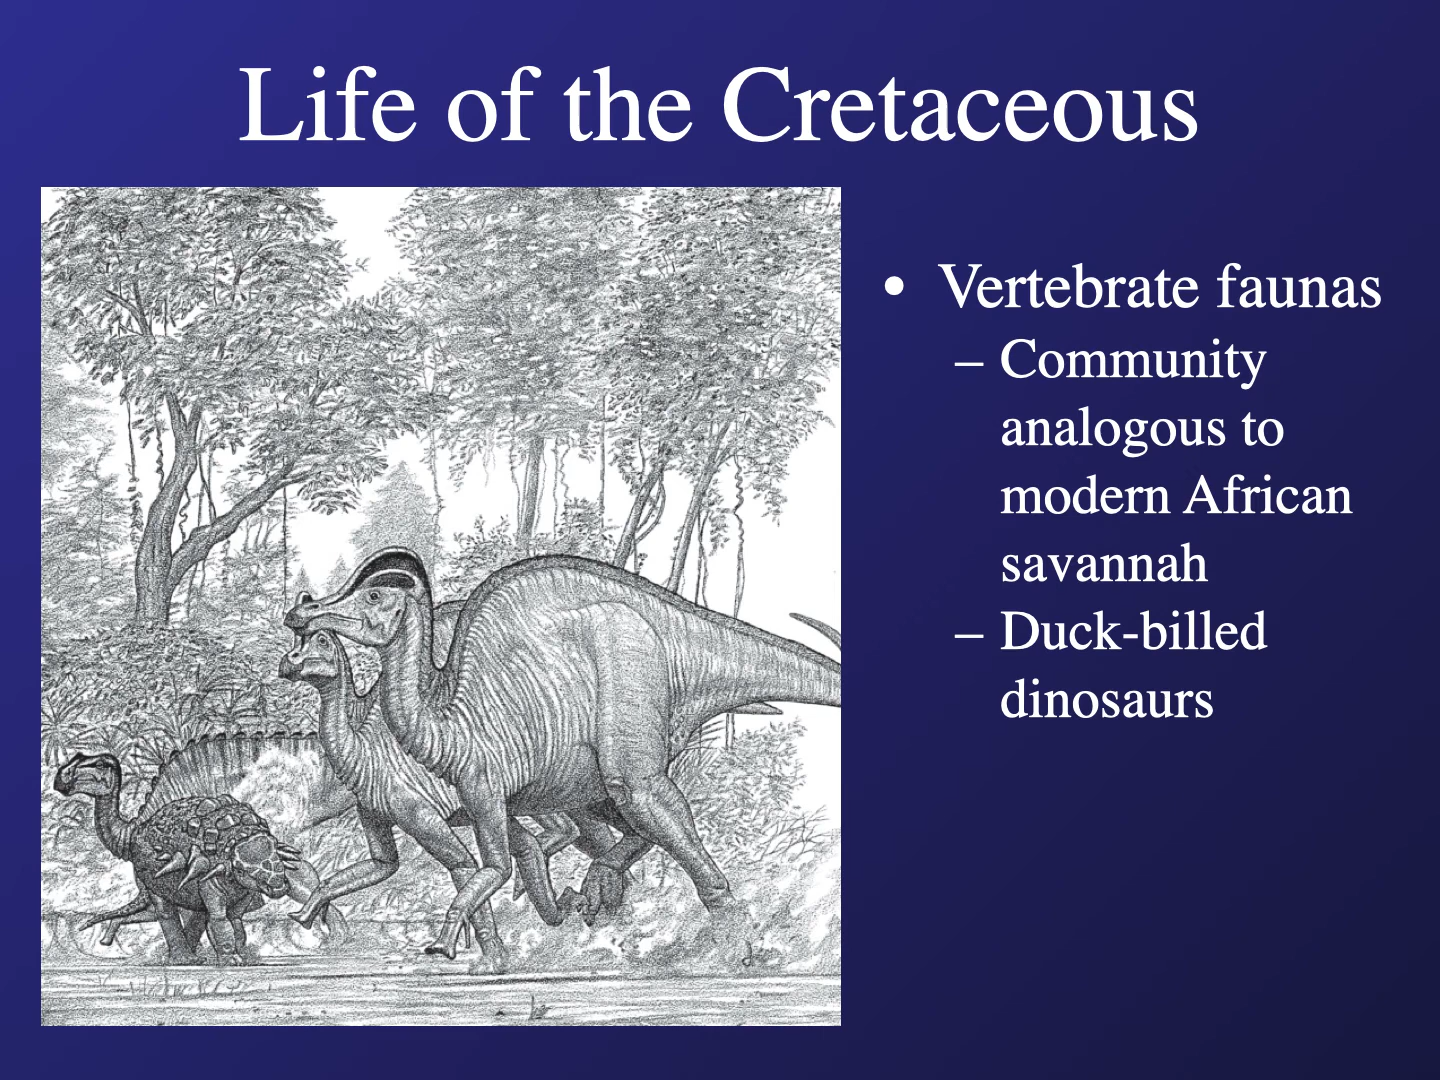 Life of the Cretaceous
• Vertebrate faunas
– Community
analogous to
modern African
savannah
– Duck-billed
dinosaurs